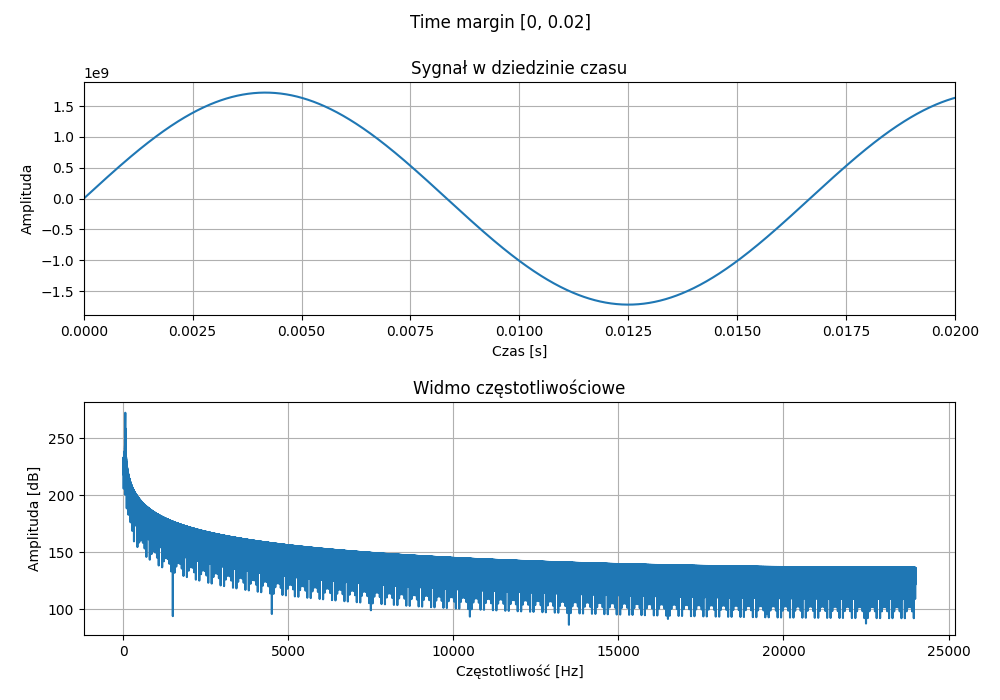 Time margin [0, 0.02]
Sygnał w dziedzinie czasu
1e9
1.5
1.0
0.5
0.0
−0.5
−1.0
−1.5
Amplituda
0.0000 0.0025 0.0050 0.0075 0.0100 0.0125 0.0150 0.0175 0.0200
Czas [s]
Widmo częstotliwościowe
250
200
150
100
Amplituda [dB]
0 5000 10000 15000 20000 25000
Częstotliwość [Hz]